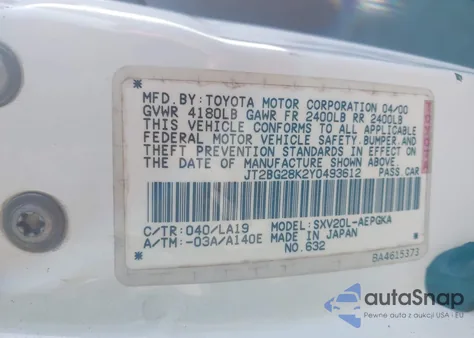 MFD. BY: TOYOTA MOTOR CORPORATION 04/00
GVWR 4180LB GAWR FR 2400LB RR 2400LB
THIS VEHICLE CONFORMS TO ALL APPLICABLE
FEDERAL MOTOR VEHICLE SAFETY, BUMPER, AND
THEFT PREVENTION STANDARDS IN EFFECT ON
THE DATE OF MANUFACTURE SHOWN ABOVE.
JT2BG28K2Y0493612 PASS.CAR
C/TR: 040/LA19 MODEL: SXV20L-AEPGKA
A/TM: -03A/A140E MADE IN JAPAN
NO.632
BA4615373
autoSnap
Pewne auta z aukcji USA i EU